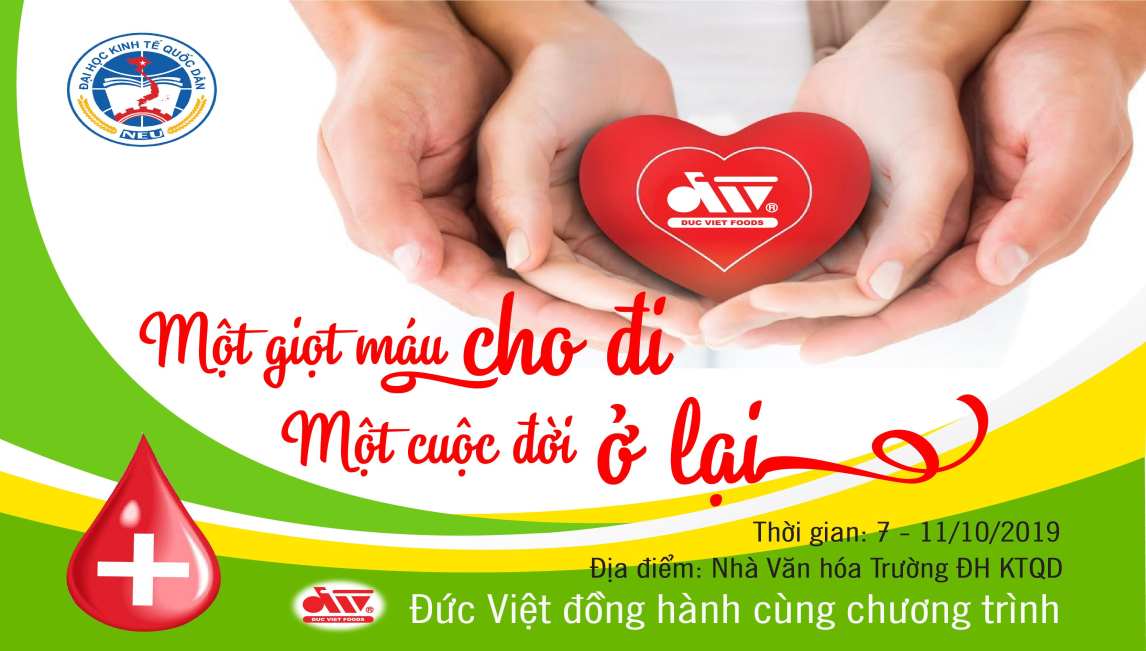 ĐẠI HỌC KINH TẾ QUỐC DÂN
NEU
®
DUC VIET FOODS
Một giọt máu cho đi
Một cuộc đời ở lại
Thời gian: 7 - 11/10/2019
Địa điểm: Nhà Văn hóa Trường ĐH KTQD
®
DUC VIET FOODS
Đức Việt đồng hành cùng chương trình